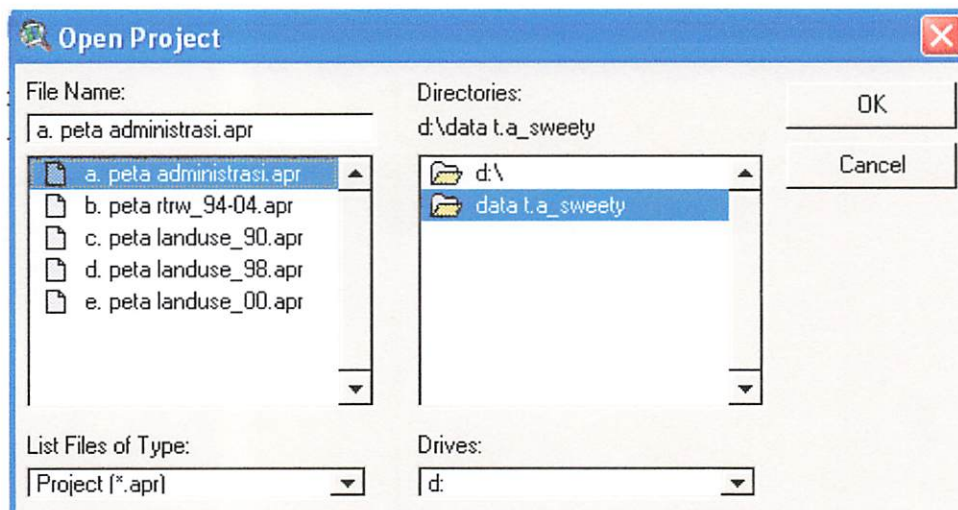 Open Project
File Name:
a. peta administrasi.apr
a. peta administrasi.apr
b. peta rtrw_94-04.apr
c. peta landuse_90.apr
d. peta landuse_98.apr
e. peta landuse_00.apr
List Files of Type:
Project (*.apr)
Directories:
d:\data t.a_sweety
d:\
data t.a_sweety
Drives:
d:
OK
Cancel